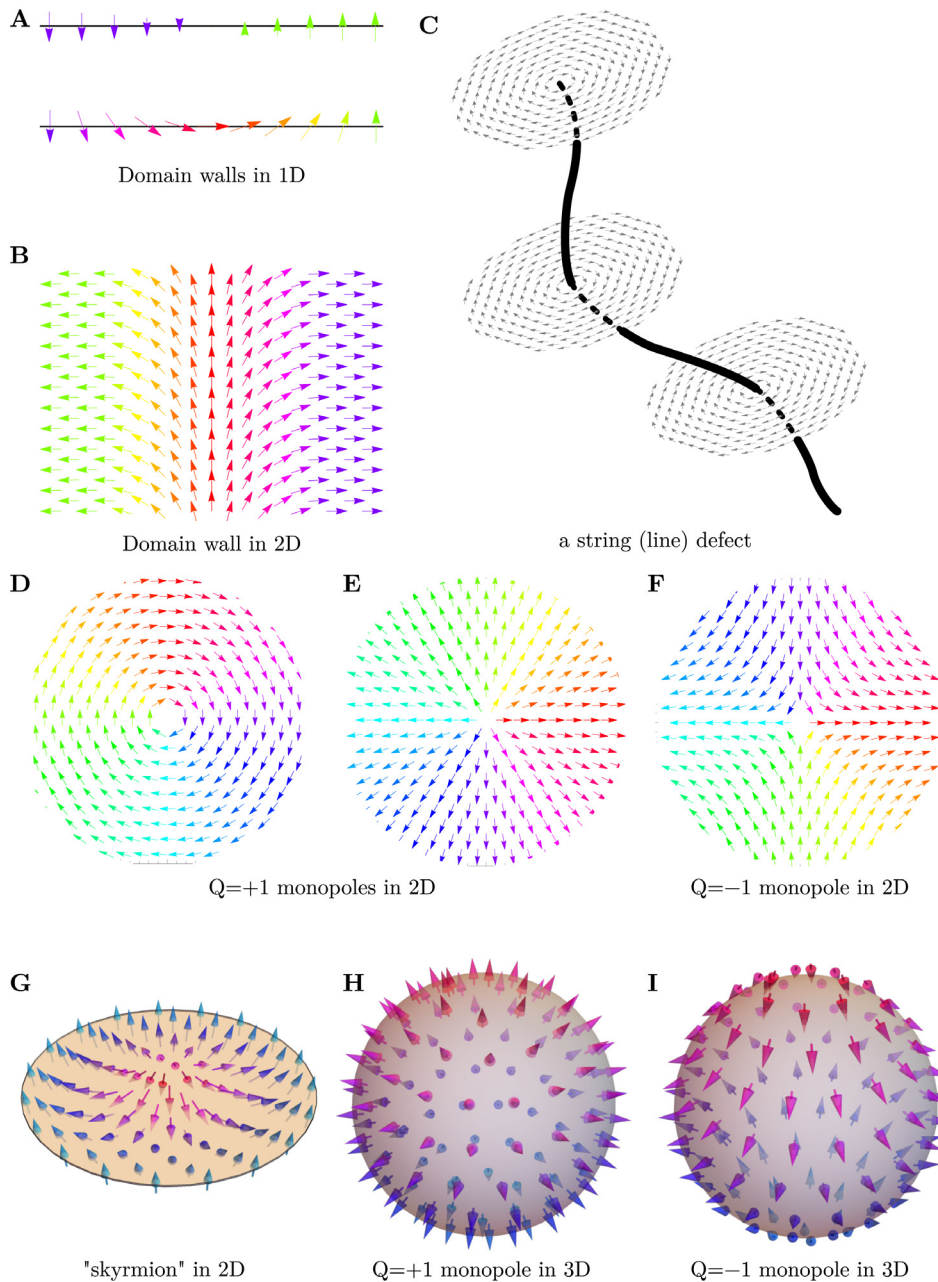 A
C
Domain walls in 1D
B
Domain wall in 2D
a string (line) defect
D
E
F
Q=+1 monopoles in 2D
Q=−1 monopole in 2D
G
H
I
"skyrmion" in 2D
Q=+1 monopole in 3D
Q=−1 monopole in 3D